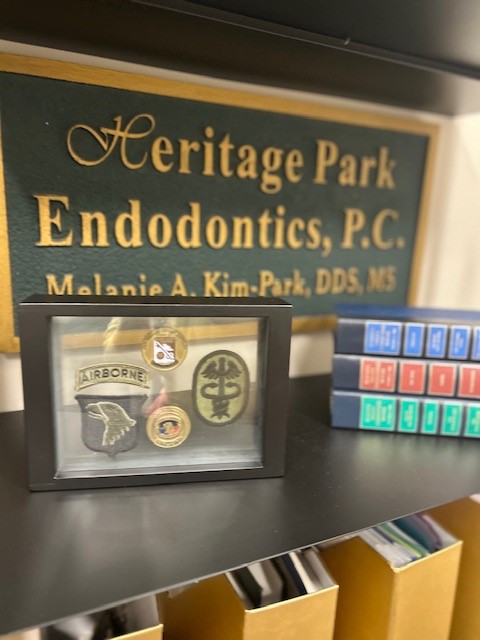 Heritage Park
Endodontics, P.C.
Melanie A. Kim-Park, DDS, MS
AIRBORNE